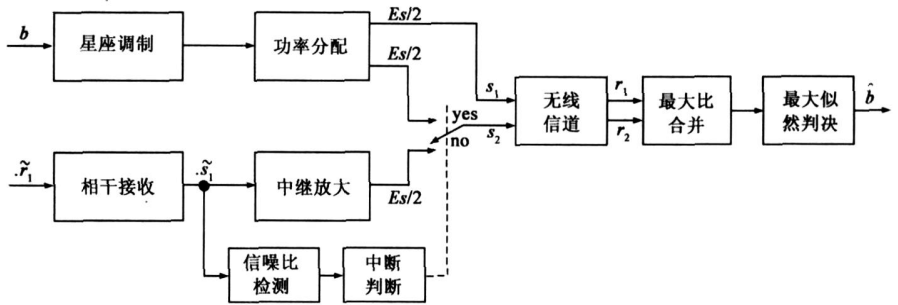 Es/2
b
星座调制
功率分配
Es/2
s₁
无线
信道
r₁
r₂
最大比
合并
最大似
然判决
b̂
yes
no
s₂
.r̃₁
相干接收
.s̃₁
中继放大
Es/2
信噪比
检测
中断
判断